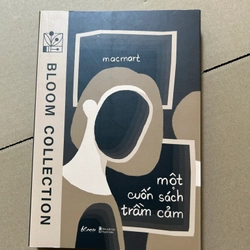 BLOOM COLLECTION
macmart
một
cuốn sách
trầm cảm